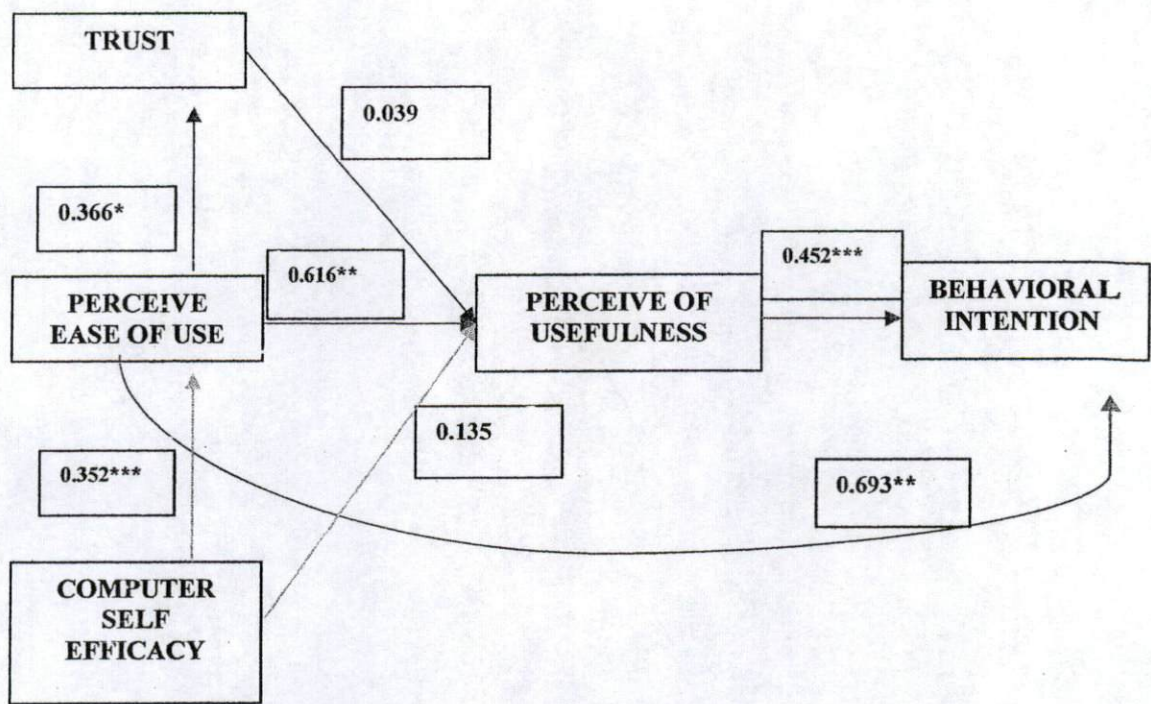 TRUST
0.039
0.366*
0.616**
PERCEIVE
EASE OF USE
PERCEIVE OF
USEFULNESS
0.452***
BEHAVIORAL
INTENTION
0.135
0.352***
0.693**
COMPUTER
SELF
EFFICACY